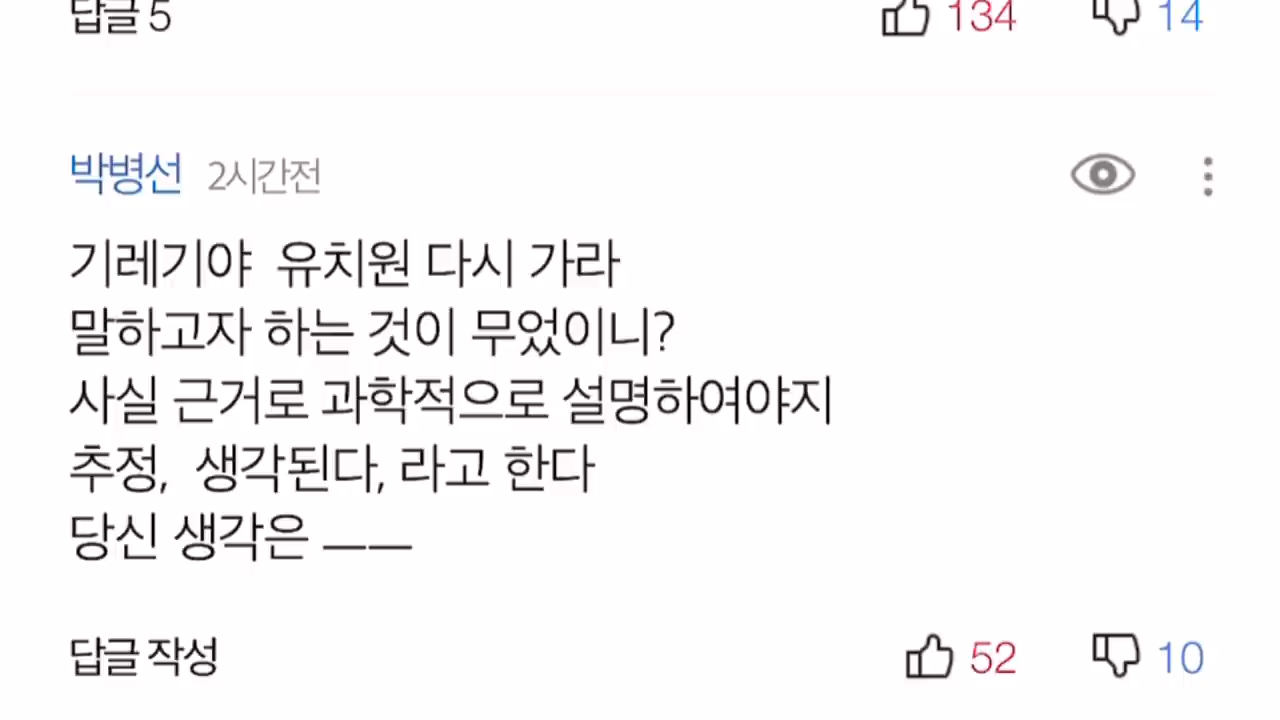 답글 5 134 14
박병선 2시간전
기레기야 유치원 다시 가라
말하고자 하는 것이 무었이니?
사실 근거로 과학적으로 설명하여야지
추정, 생각된다, 라고 한다
당신 생각은 ㅡㅡ
답글 작성 52 10